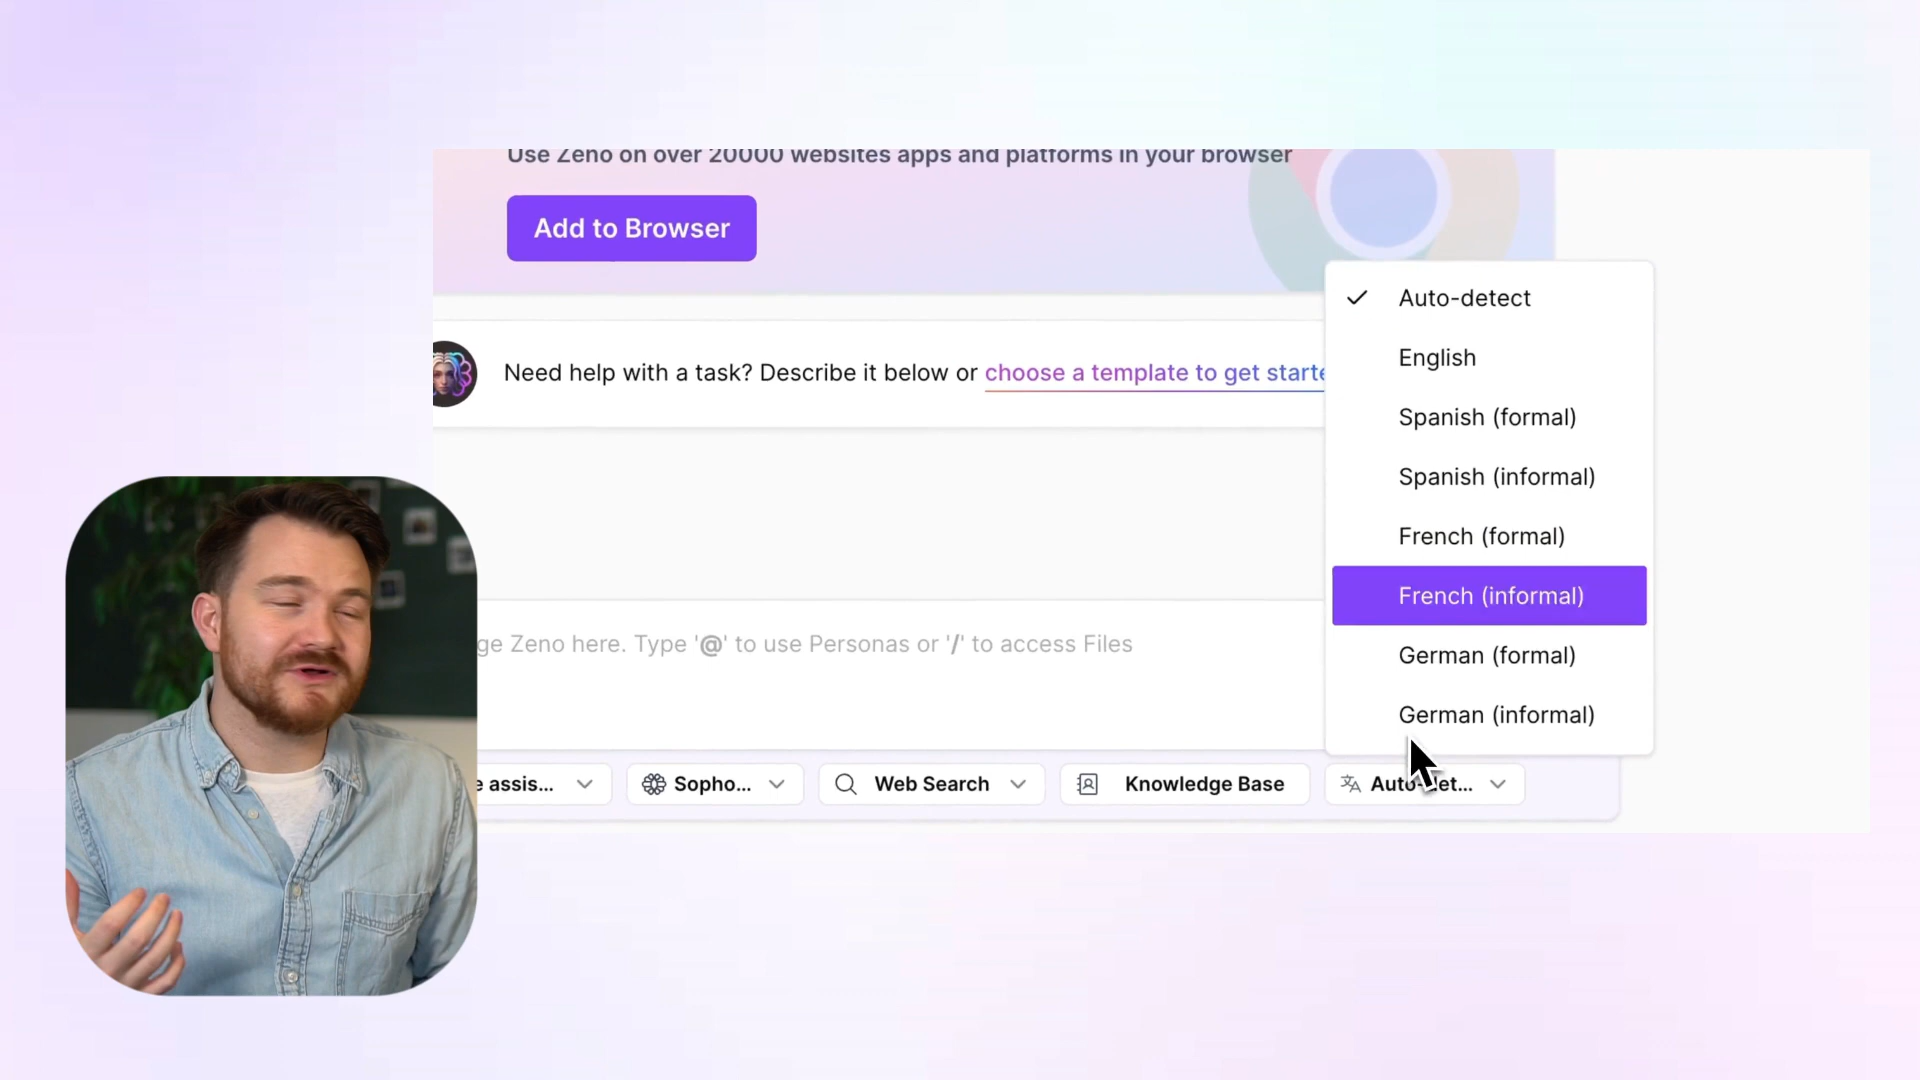 Use Zeno on over 20000 websites apps and platforms in your browser
Add to Browser
Need help with a task? Describe it below or choose a template to get starte
Auto-detect
English
Spanish (formal)
Spanish (informal)
French (formal)
French (informal)
German (formal)
German (informal)
ge Zeno here. Type '@' to use Personas or '/' to access Files
e assis...
Sopho...
Web Search
Knowledge Base
Auto-det...